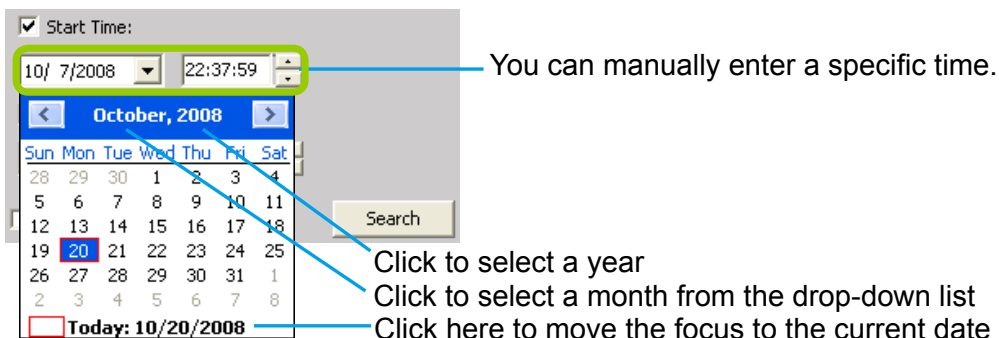 Start Time:
10/ 7/2008 22:37:59
You can manually enter a specific time.
October, 2008
Sun Mon Tue Wed Thu Fri Sat
28 29 30 1 2 3 4
5 6 7 8 9 10 11
12 13 14 15 16 17 18
Search
19 20 21 22 23 24 25
Click to select a year
26 27 28 29 30 31 1
Click to select a month from the drop-down list
2 3 4 5 6 7 8
Today: 10/20/2008
Click here to move the focus to the current date